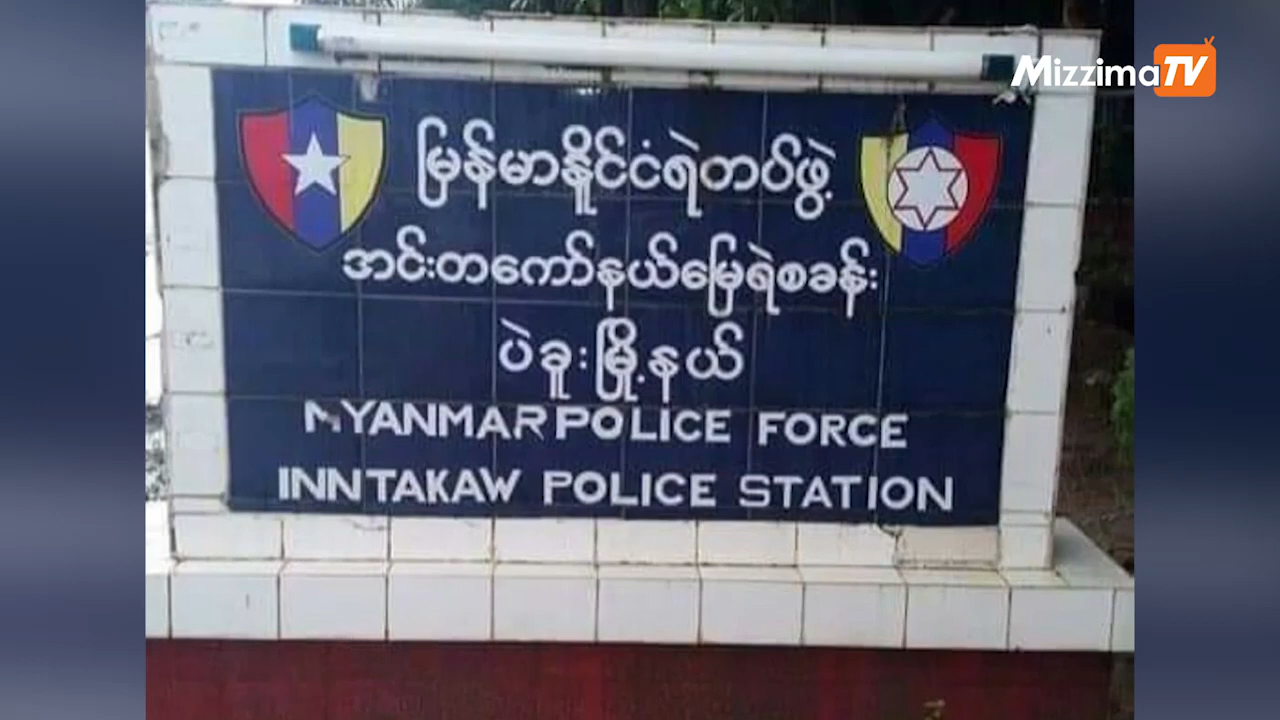 MizzimaTV
မြန်မာနိုင်ငံရဲတပ်ဖွဲ့
အင်းတကော်နယ်မြေရဲစခန်း
ပဲခူးမြို့နယ်
MYANMAR POLICE FORCE
INNTAKAW POLICE STATION